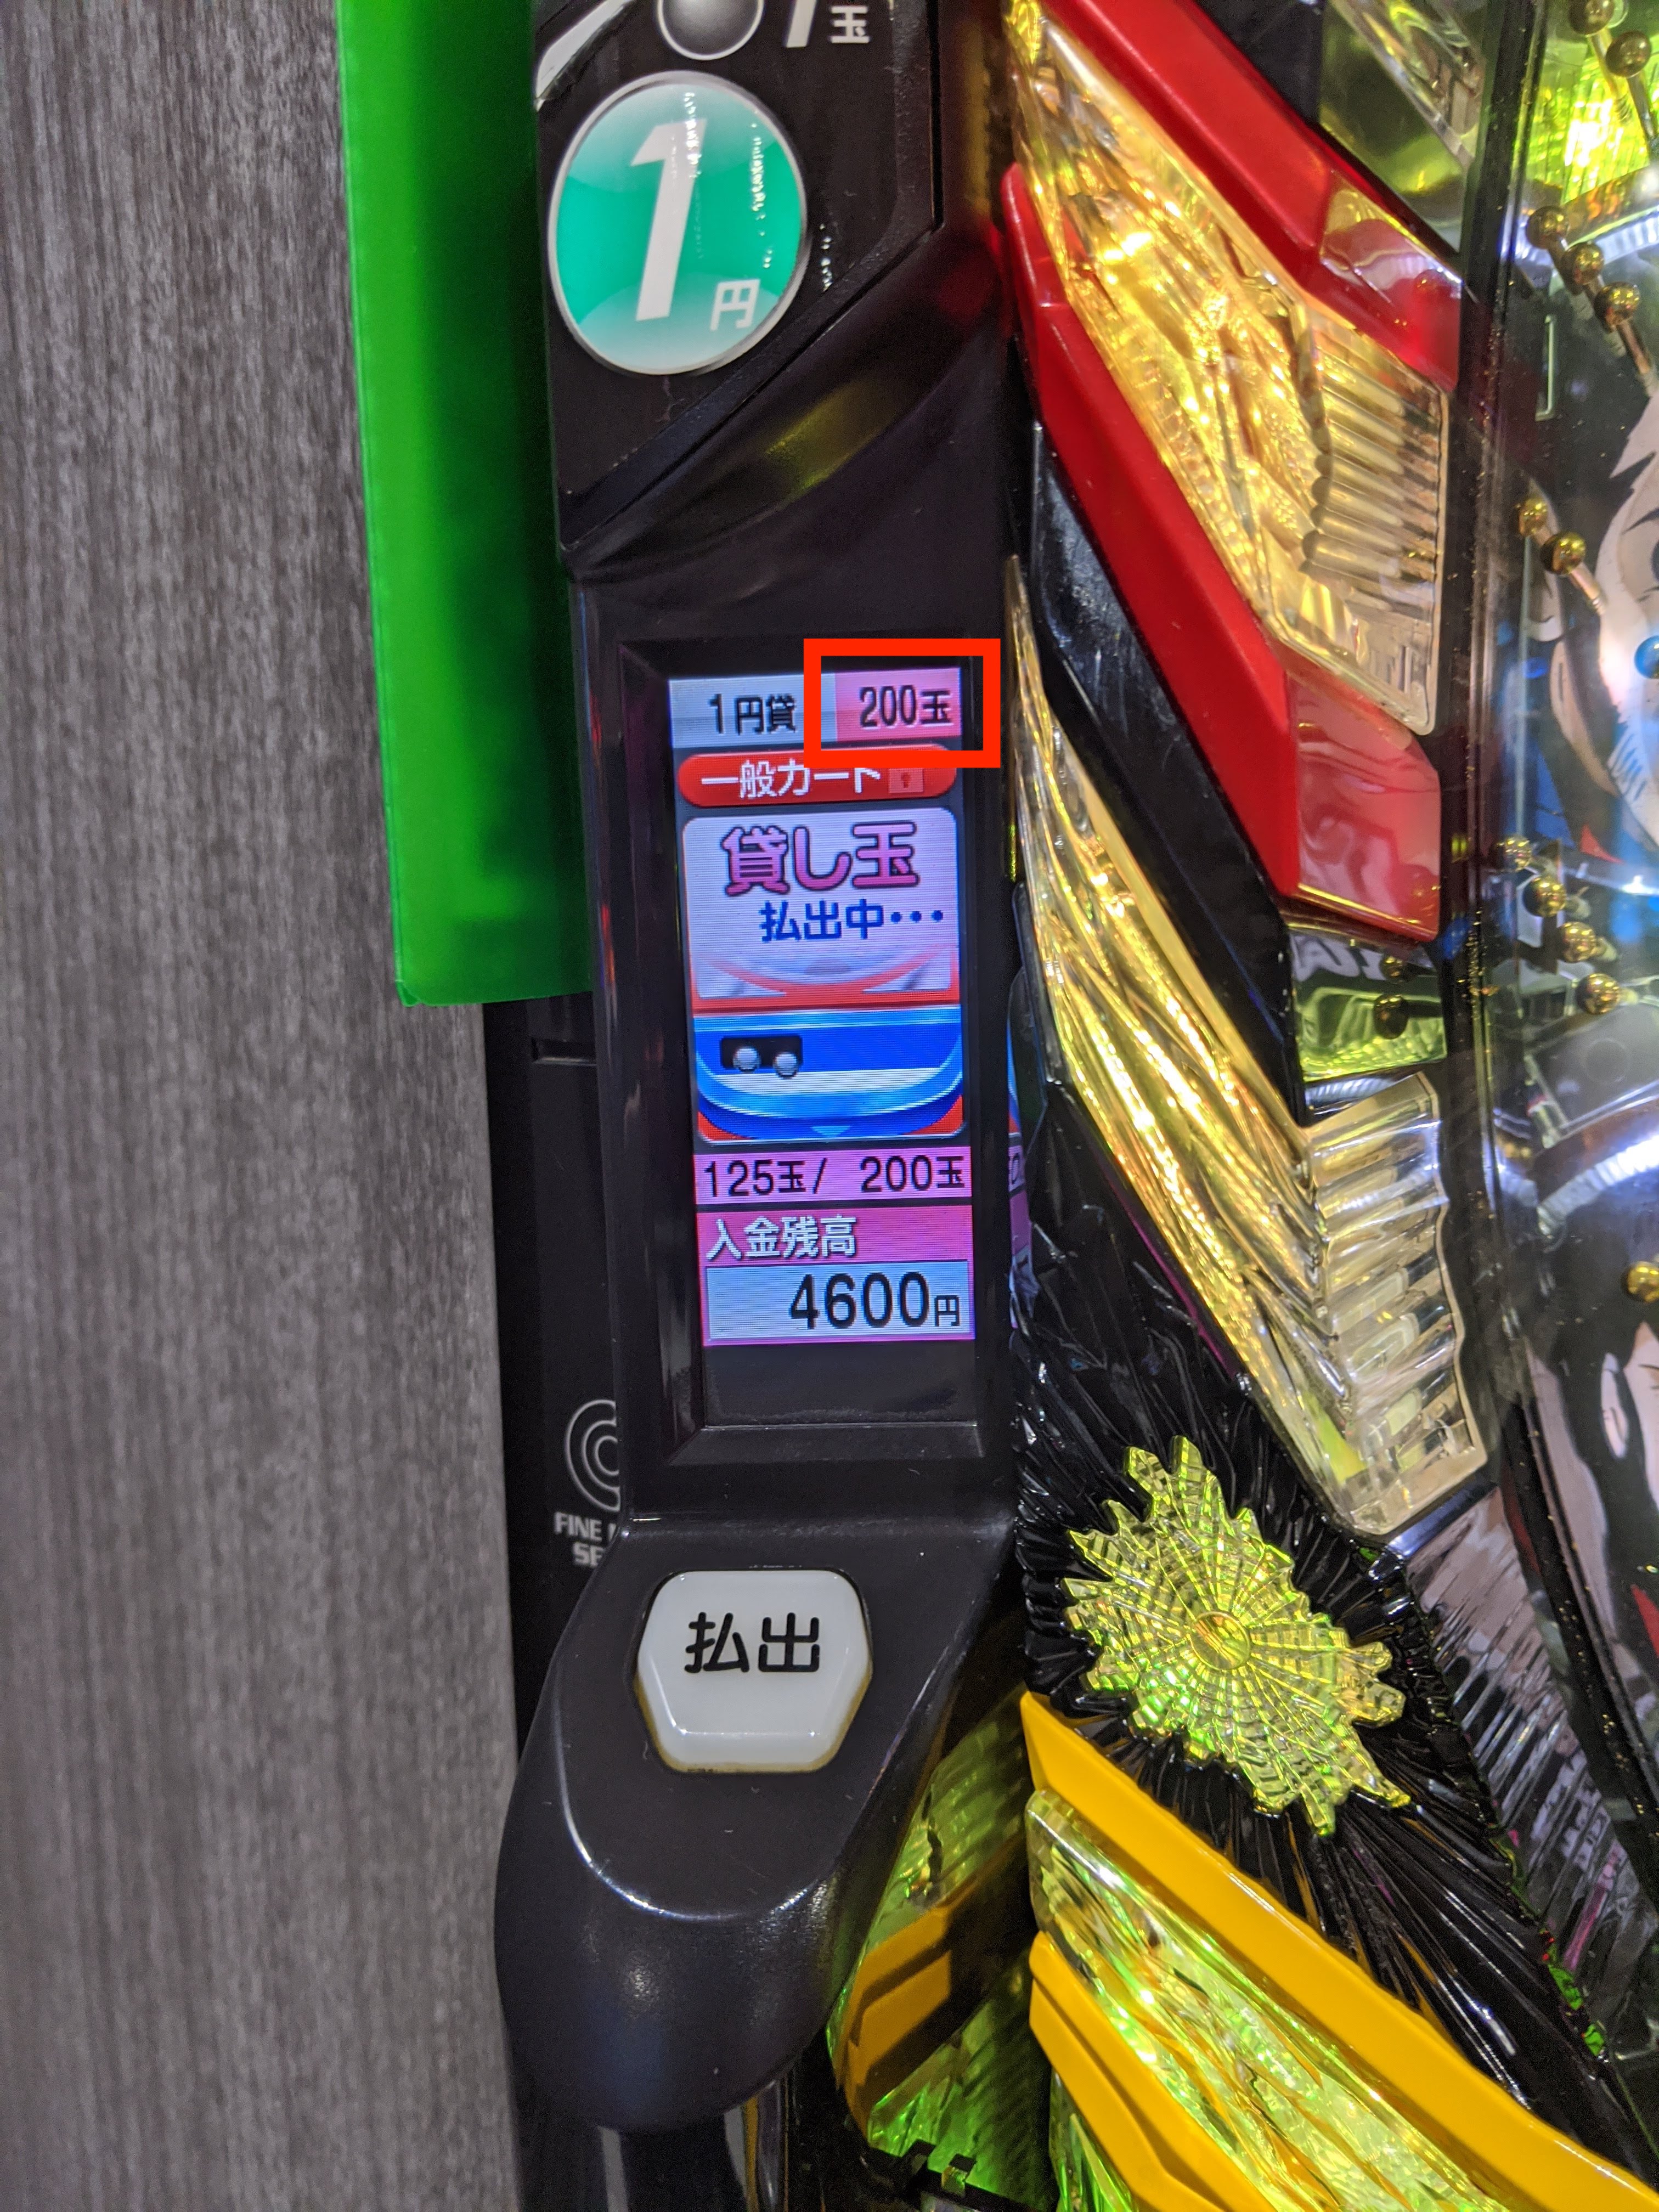 玉
1円
1円貸 200玉
一般カード
貸し玉
払出中・・・
125玉/ 200玉
入金残高
4600円
FINE
SE
払出